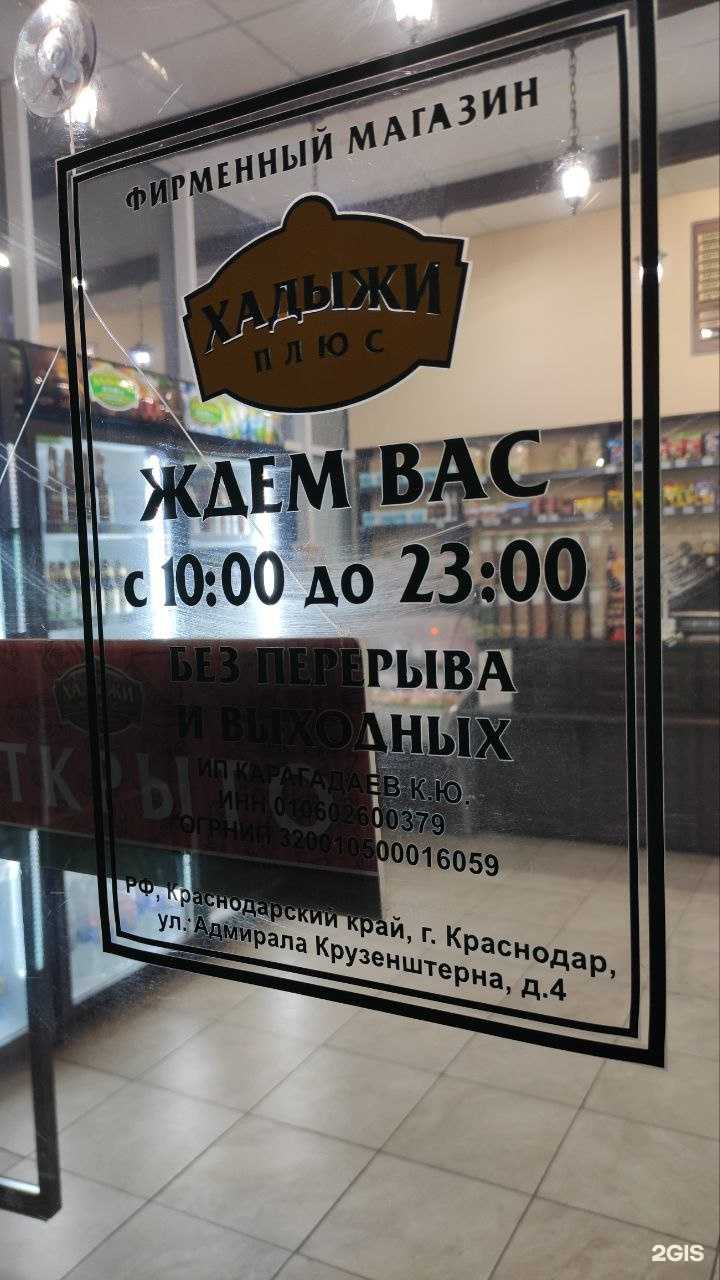 ФИРМЕННЫЙ МАГАЗИН
ХАДЫЖИ
ПЛЮС
ЖДЕМ ВАС
с 10:00 до 23:00
БЕЗ ПЕРЕРЫВА
И ВЫХОДНЫХ
ИП КАРАГАДАЕВ К.Ю.
ИНН 010602600379
ОГРНИП 320010500016059
РФ, Краснодарский край, г. Краснодар,
ул. Адмирала Крузенштерна, д.4
2GIS